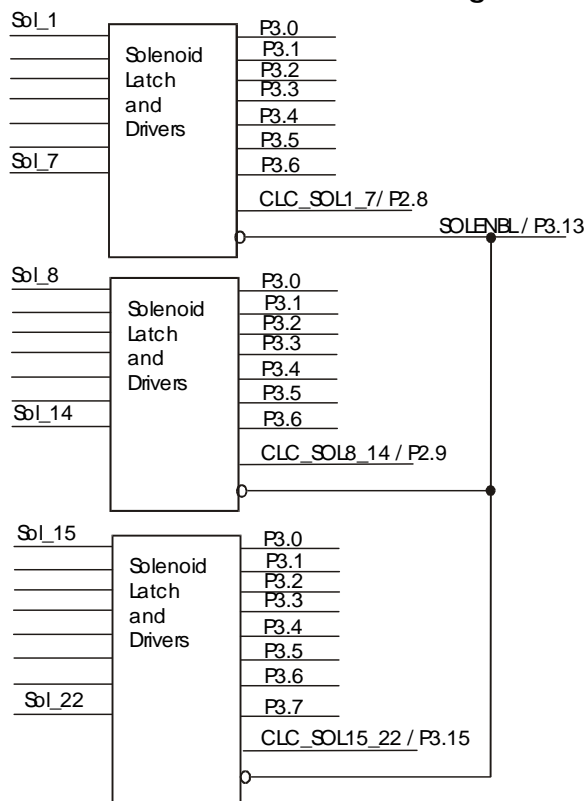 Sol_1
P3.0
P3.1
P3.2
P3.3
P3.4
P3.5
P3.6
Solenoid
Latch
and
Drivers
Sol_7
CLC_SOL1_7/ P2.8
SOLENBL / P3.13
Sol_8
P3.0
P3.1
P3.2
P3.3
P3.4
P3.5
P3.6
Solenoid
Latch
and
Drivers
Sol_14
CLC_SOL8_14 / P2.9
Sol_15
P3.0
P3.1
P3.2
P3.3
P3.4
P3.5
P3.6
P3.7
Solenoid
Latch
and
Drivers
Sol_22
CLC_SOL15_22 / P3.15